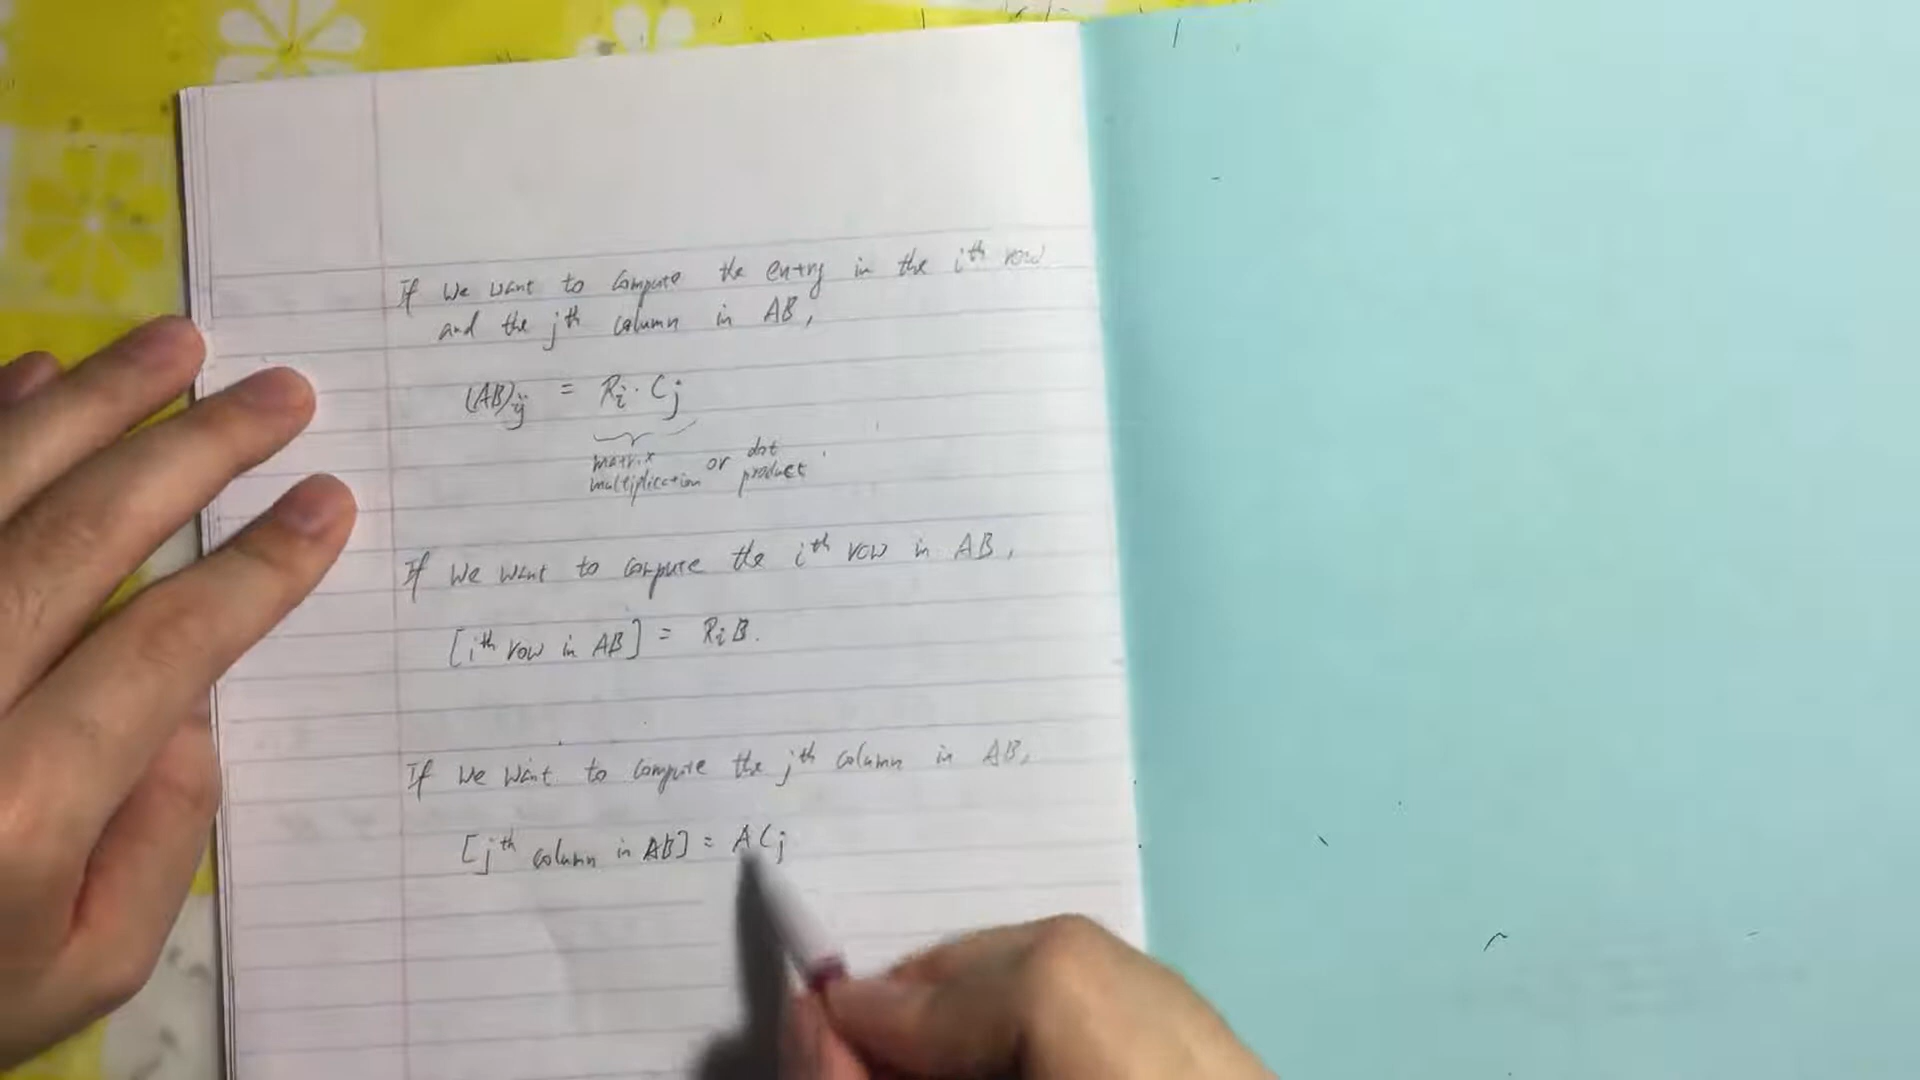 If we want to compute the entry in the iᵗʰ row
and the jᵗʰ column in AB,
(AB)ᵢⱼ = Rᵢ · Cⱼ
matrix multiplication or dot product.
If we want to compute the iᵗʰ row in AB,
[iᵗʰ row in AB] = RᵢB.
If we want to compute the jᵗʰ column in AB,
[jᵗʰ column in AB] = ACⱼ